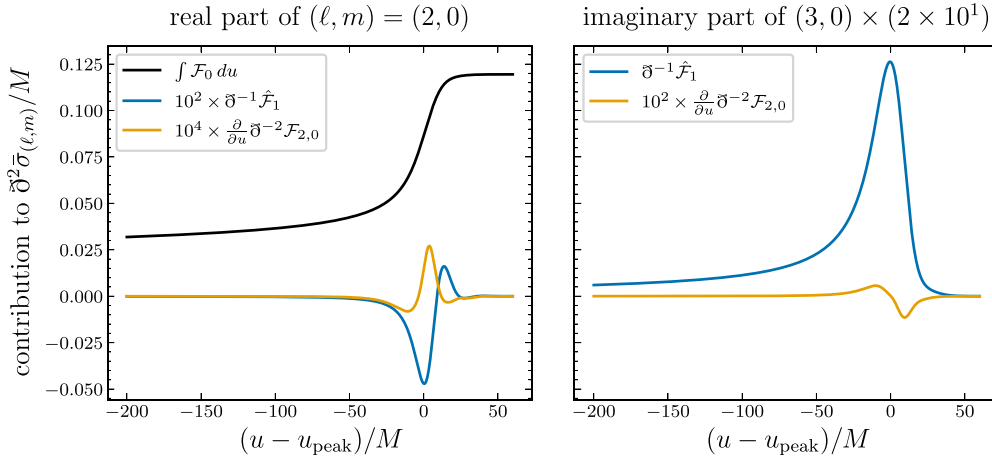 real part of (ℓ, m) = (2, 0)
imaginary part of (3, 0) × (2 × 10¹)
contribution to ð²σ̄₍ℓ,m₎/M
0.125
0.100
0.075
0.050
0.025
0.000
−0.025
−0.050
∫ ℱ₀ du
10² × ð̄⁻¹ℱ̂₁
10⁴ × ∂/∂u ð̄⁻²ℱ₂,₀
ð̄⁻¹ℱ̂₁
10² × ∂/∂u ð̄⁻²ℱ₂,₀
−200 −150 −100 −50 0 50
−200 −150 −100 −50 0 50
(u − u_peak)/M
(u − u_peak)/M